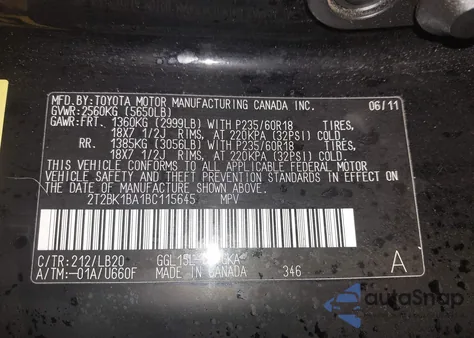 MFD.BY:TOYOTA MOTOR MANUFACTURING CANADA INC. 06/11
GVWR:2560KG (5650LB)
GAWR:FRT. 1360KG (2999LB) WITH P235/60R18 TIRES,
18X7 1/2J RIMS, AT 220KPA (32PSI) COLD.
RR. 1385KG (3056LB) WITH P235/60R18 TIRES,
18X7 1/2J RIMS, AT 220KPA (32PSI) COLD.
THIS VEHICLE CONFORMS TO ALL APPLICABLE FEDERAL MOTOR
VEHICLE SAFETY STANDARDS IN EFFECT ON THE DATE OF
MANUFACTURE SHOWN ABOVE.
2T2BK1BA1BC115645 MPV
C/TR:212/LB20
A/TM:-01A/U660F
MADE IN CANADA 346 A
autoSnap